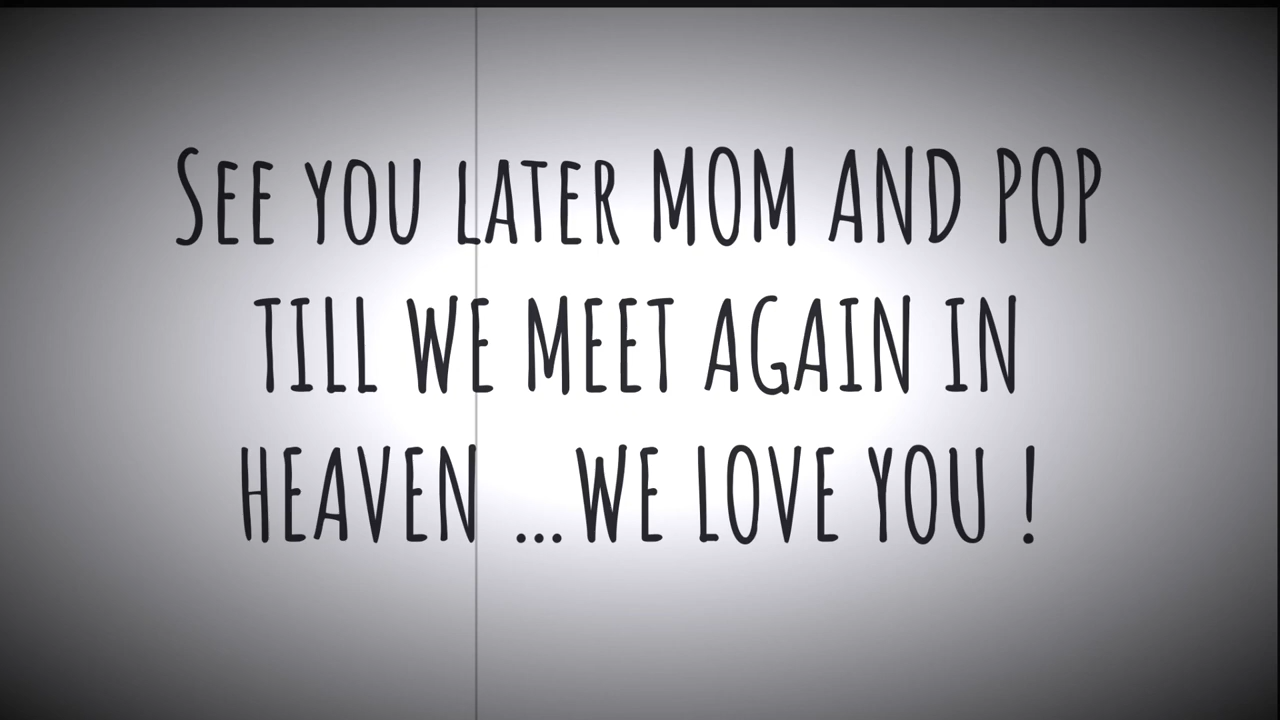 See you later MOM AND POP
TILL WE MEET AGAIN IN
HEAVEN ...WE LOVE YOU !